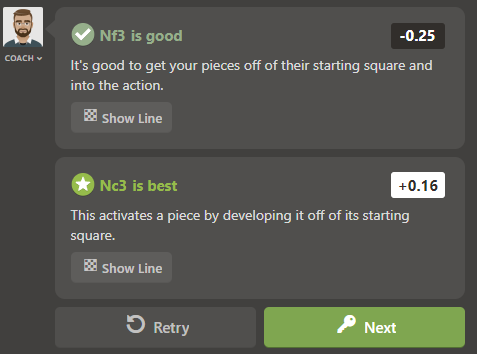 Nf3 is good
-0.25
COACH
It's good to get your pieces off of their starting square and
into the action.
Show Line
Nc3 is best
+0.16
This activates a piece by developing it off of its starting
square.
Show Line
Retry
Next